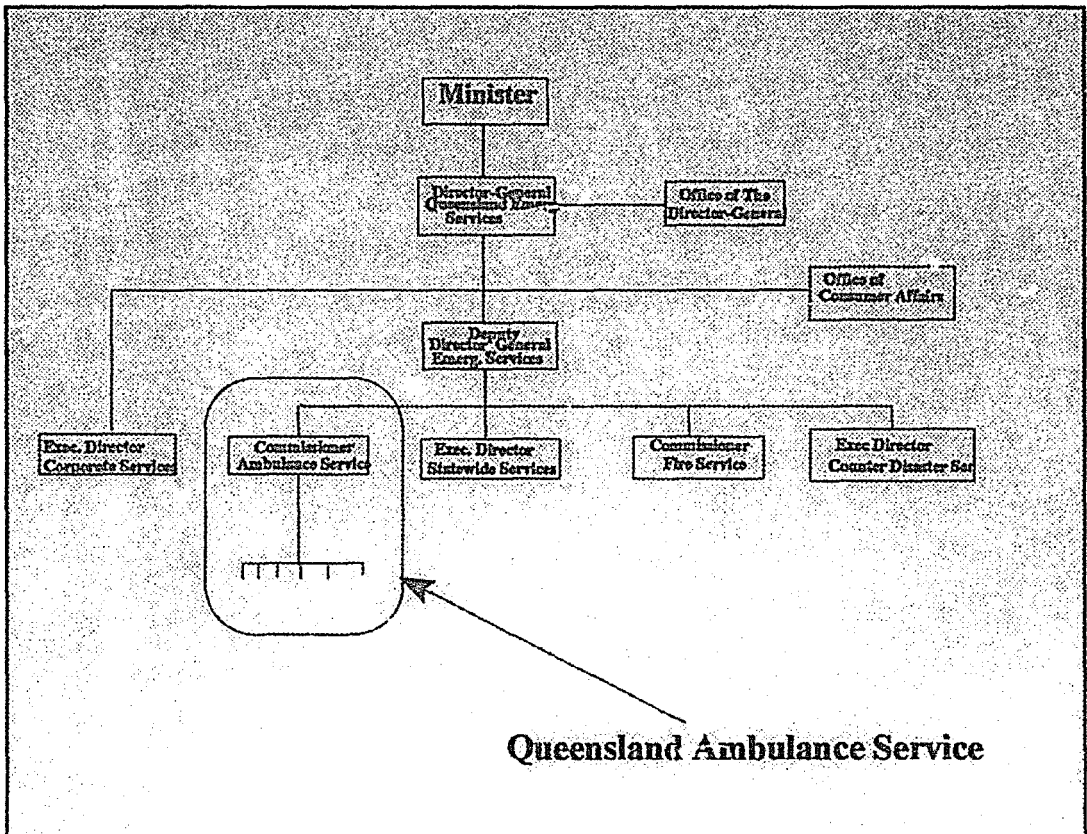 Minister
Director-General
Queensland Emerg
Services
Office of The
Director-General
Office of
Consumer Affairs
Deputy
Director-General
Emerg. Services
Exec. Director
Corporate Services
Commissioner
Ambulance Service
Exec. Director
Statewide Services
Commissioner
Fire Service
Exec Director
Counter Disaster Ser
Queensland Ambulance Service